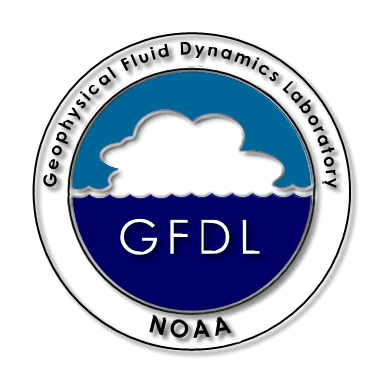 Geophysical Fluid Dynamics Laboratory
GFDL
NOAA